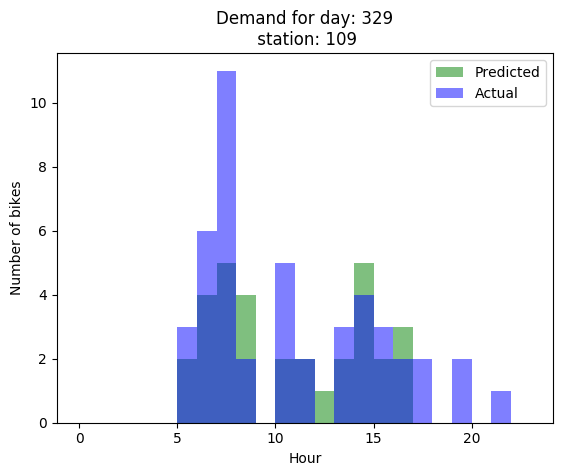 Demand for day: 329
station: 109
Predicted
Actual
Number of bikes
10
8
6
4
2
0
0 5 10 15 20
Hour